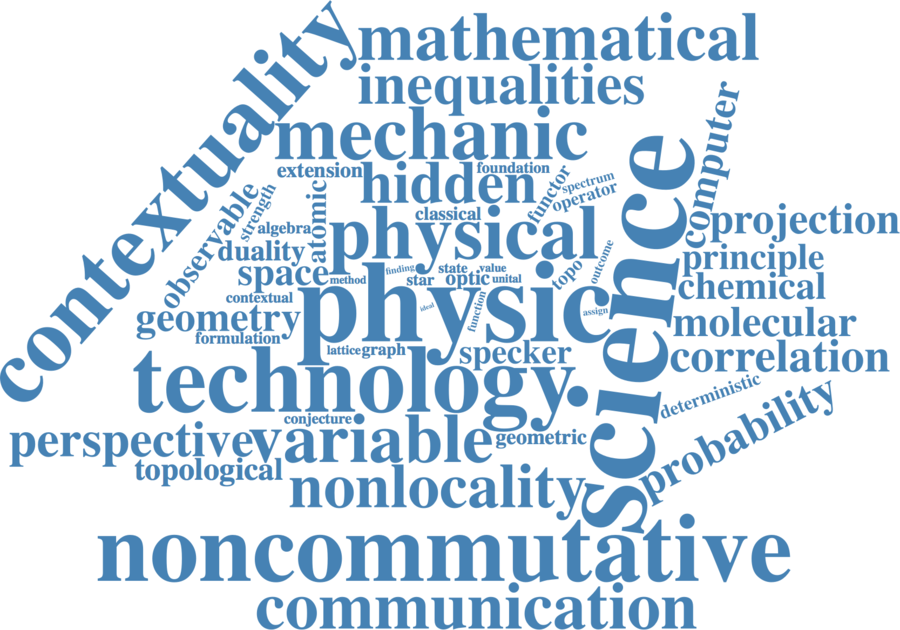 contextuality
mathematical
inequalities
mechanic
computer
science
extension
foundation
hidden
functor
spectrum
operator
observable
strength
atomic
classical
algebra
physical
projection
duality
principle
space
method
finding
state
value
star
optic
unital
topo
outcome
chemical
contextual
physic
ideal
function
assign
geometry
molecular
formulation
lattice
graph
specker
correlation
technology.
deterministic
conjecture
probability
perspective
variable
geometric
topological
nonlocality
noncommutative
communication